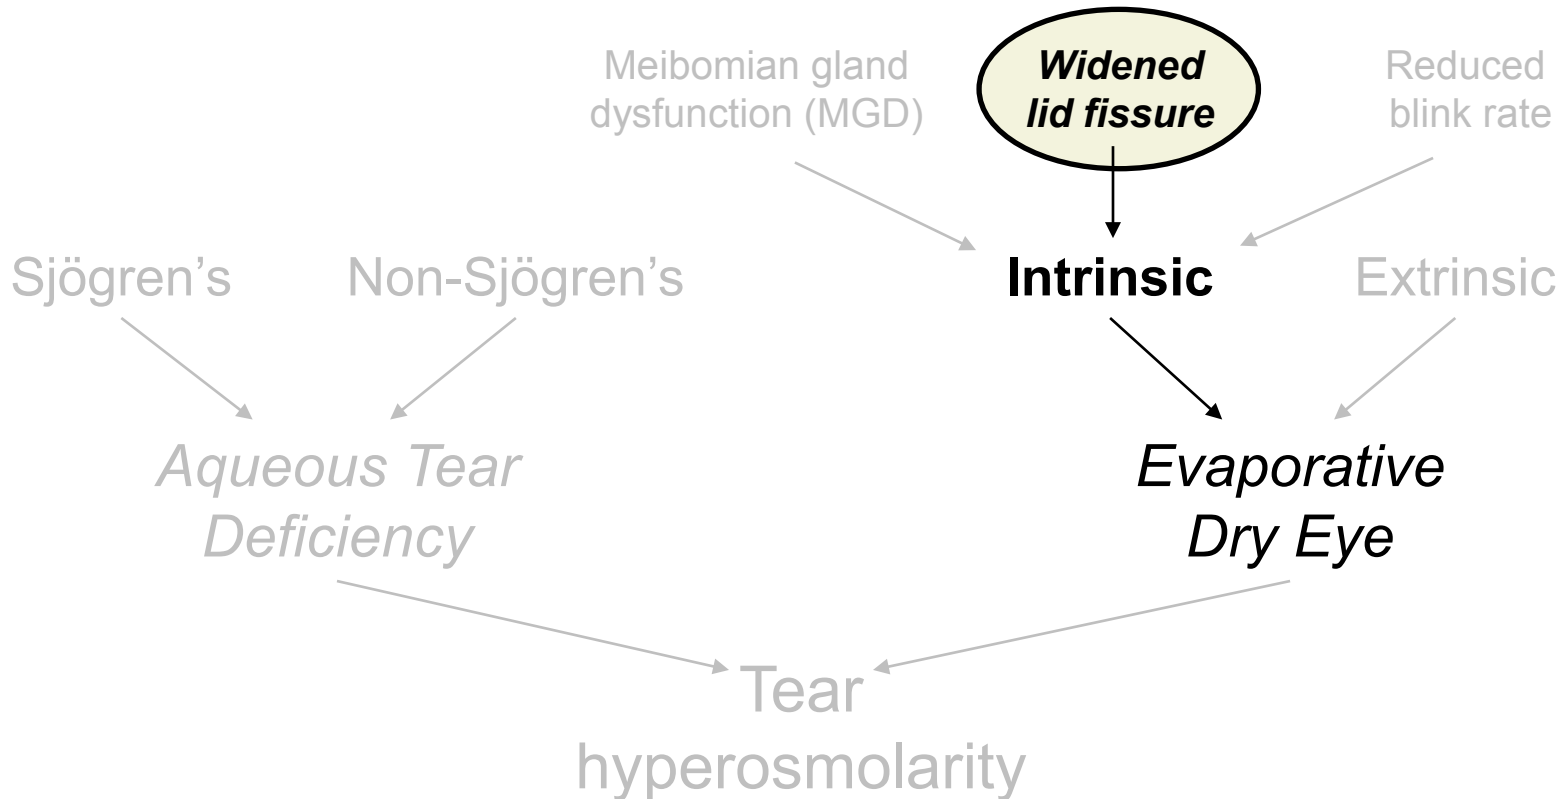 Meibomian gland
dysfunction (MGD)
Widened
lid fissure
Reduced
blink rate
Sjögren’s
Non-Sjögren’s
Intrinsic
Extrinsic
Aqueous Tear
Deficiency
Evaporative
Dry Eye
Tear
hyperosmolarity